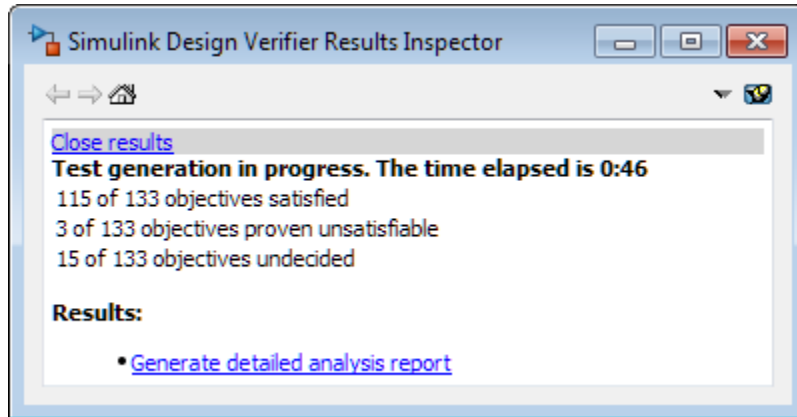 Simulink Design Verifier Results Inspector
Close results
Test generation in progress. The time elapsed is 0:46
115 of 133 objectives satisfied
3 of 133 objectives proven unsatisfiable
15 of 133 objectives undecided
Results:
• Generate detailed analysis report